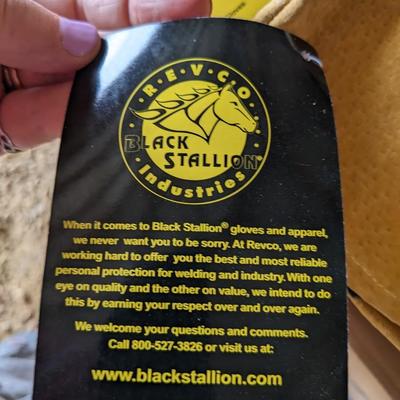 REVCO
BLACK
STALLION®
Industries
When it comes to Black Stallion® gloves and apparel,
we never want you to be sorry. At Revco, we are
working hard to offer you the best and most reliable
personal protection for welding and industry.With one
eye on quality and the other on value, we intend to do
this by earning your respect over and over again.
We welcome your questions and comments.
Call 800-527-3826 or visit us at:
www.blackstallion.com